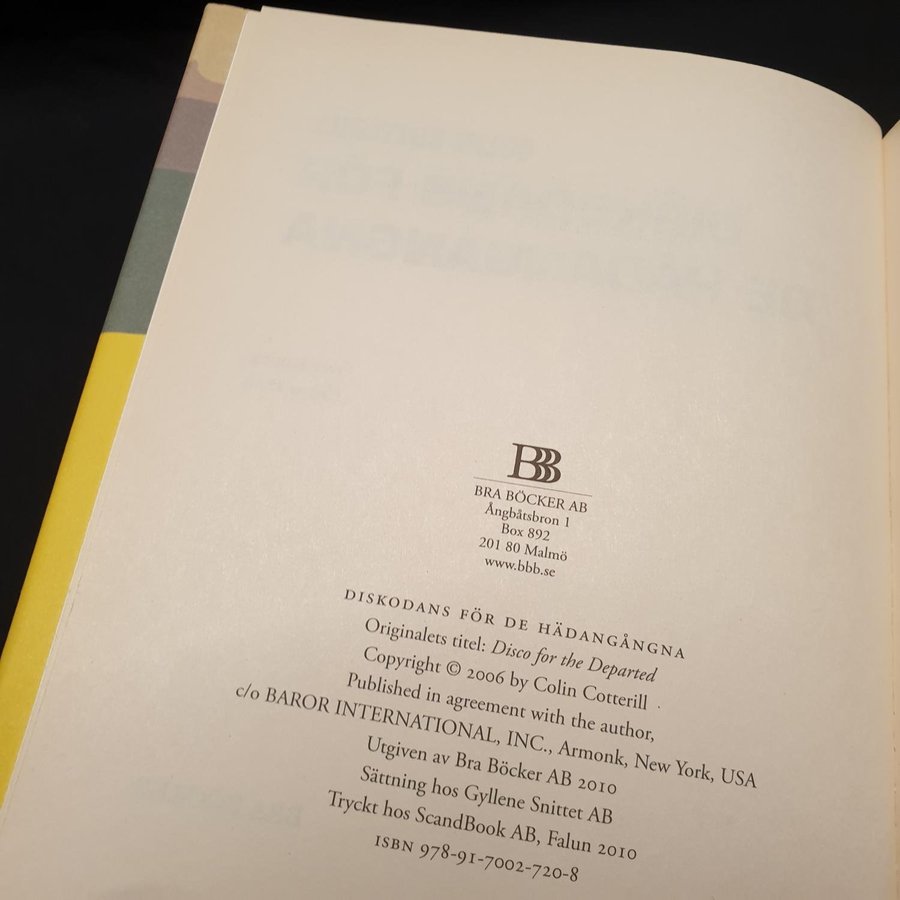 BBB
BRA BÖCKER AB
Ångbåtsbron 1
Box 892
201 80 Malmö
www.bbb.se
DISKODANS FÖR DE HÄDANGÅNGNA
Originalets titel: Disco for the Departed
Copyright © 2006 by Colin Cotterill
Published in agreement with the author,
c/o BAROR INTERNATIONAL, INC., Armonk, New York, USA
Utgiven av Bra Böcker AB 2010
Sättning hos Gyllene Snittet AB
Tryckt hos ScandBook AB, Falun 2010
ISBN 978-91-7002-720-8